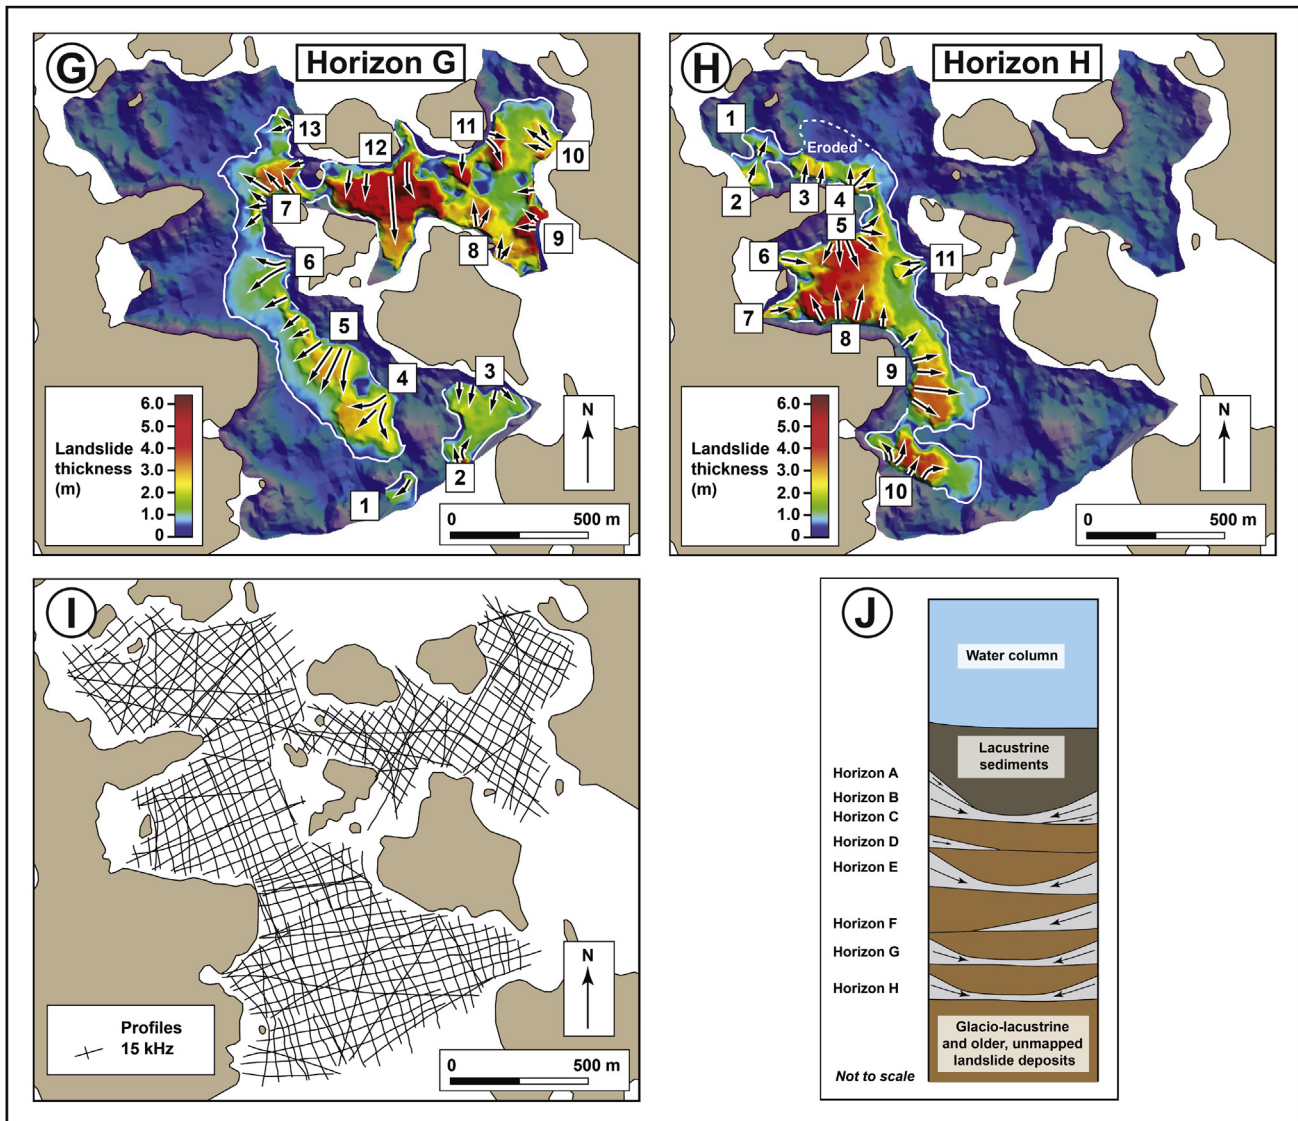 G
Horizon G
13
12
11
10
7
8
9
6
5
4
3
2
1
6.0
5.0
4.0
3.0
2.0
1.0
0
Landslide
thickness
(m)
N
0 500 m
H
Horizon H
1
Eroded
2
3
4
5
6
11
7
8
9
10
6.0
5.0
4.0
3.0
2.0
1.0
0
Landslide
thickness
(m)
N
0 500 m
I
Profiles
15 kHz
N
0 500 m
J
Water column
Lacustrine
sediments
Horizon A
Horizon B
Horizon C
Horizon D
Horizon E
Horizon F
Horizon G
Horizon H
Glacio-lacustrine
and older, unmapped
landslide deposits
Not to scale